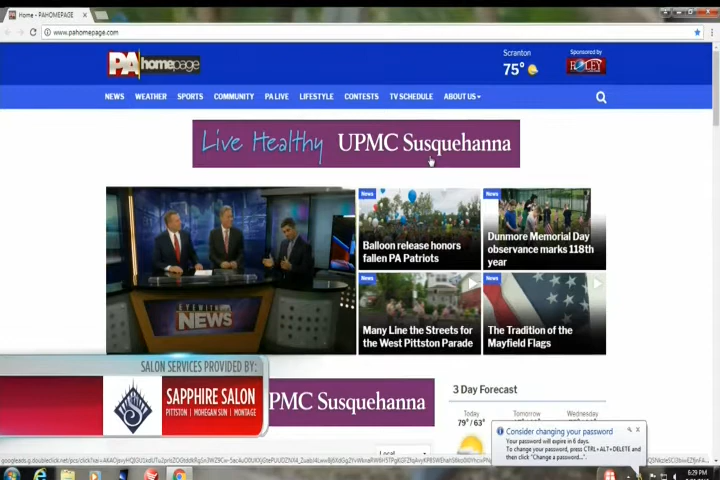 Home - PAHOMEPAGE
www.pahomepage.com
PA homepage
Scranton
75°
Sponsored by
NEWS WEATHER SPORTS COMMUNITY PA LIVE LIFESTYLE CONTESTS TV SCHEDULE ABOUT US
Live Healthy UPMC Susquehanna
News
Balloon release honors
fallen PA Patriots
News
Dunmore Memorial Day
observance marks 118th
year
EYEWITNESS
NEWS
News
Many Line the Streets for
the West Pittston Parade
News
The Tradition of the
Mayfield Flags
SALON SERVICES PROVIDED BY:
SAPPHIRE SALON
PITTSTON | MOHEGAN SUN | MONTAGE
PMC Susquehanna
3 Day Forecast
Today
79° / 63°
Tomorrow
Wednesday
Local
Consider changing your password
Your password will expire in 6 days.
To change your password, press CTRL+ALT+DELETE and
then click "Change a password...".
6:29 PM